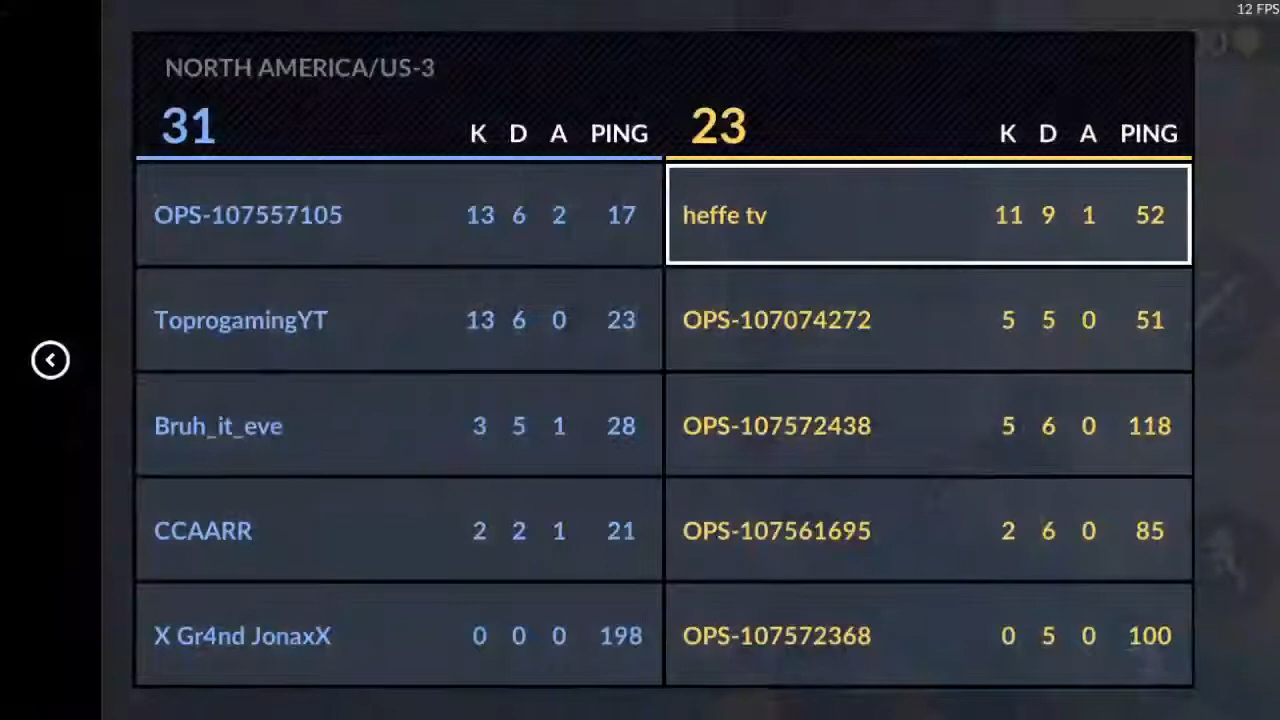 12 FPS
NORTH AMERICA/US-3
31 K D A PING 23 K D A PING
OPS-107557105 13 6 2 17 heffe tv 11 9 1 52
ToprogamingYT 13 6 0 23 OPS-107074272 5 5 0 51
Bruh_it_eve 3 5 1 28 OPS-107572438 5 6 0 118
CCAARR 2 2 1 21 OPS-107561695 2 6 0 85
X Gr4nd JonaxX 0 0 0 198 OPS-107572368 0 5 0 100